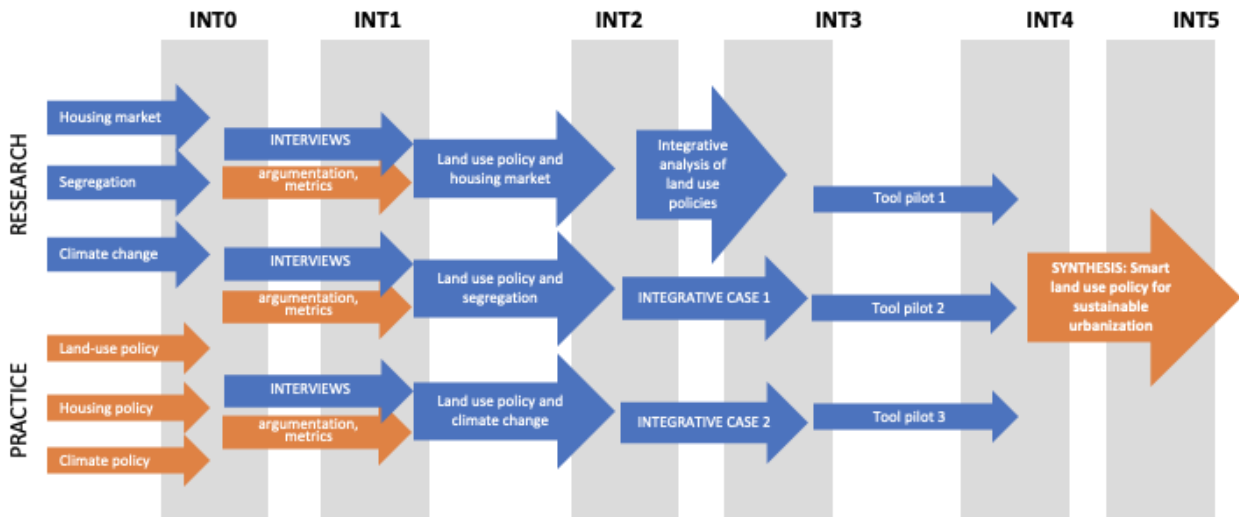 INT0
INT1
INT2
INT3
INT4
INT5
RESEARCH
PRACTICE
Housing market
Segregation
Climate change
Land-use policy
Housing policy
Climate policy
INTERVIEWS
argumentation,
metrics
INTERVIEWS
argumentation,
metrics
INTERVIEWS
argumentation,
metrics
Land use policy and
housing market
Land use policy and
segregation
Land use policy and
climate change
Integrative
analysis of
land use
policies
INTEGRATIVE CASE 1
INTEGRATIVE CASE 2
Tool pilot 1
Tool pilot 2
Tool pilot 3
SYNTHESIS: Smart
land use policy for
sustainable
urbanization